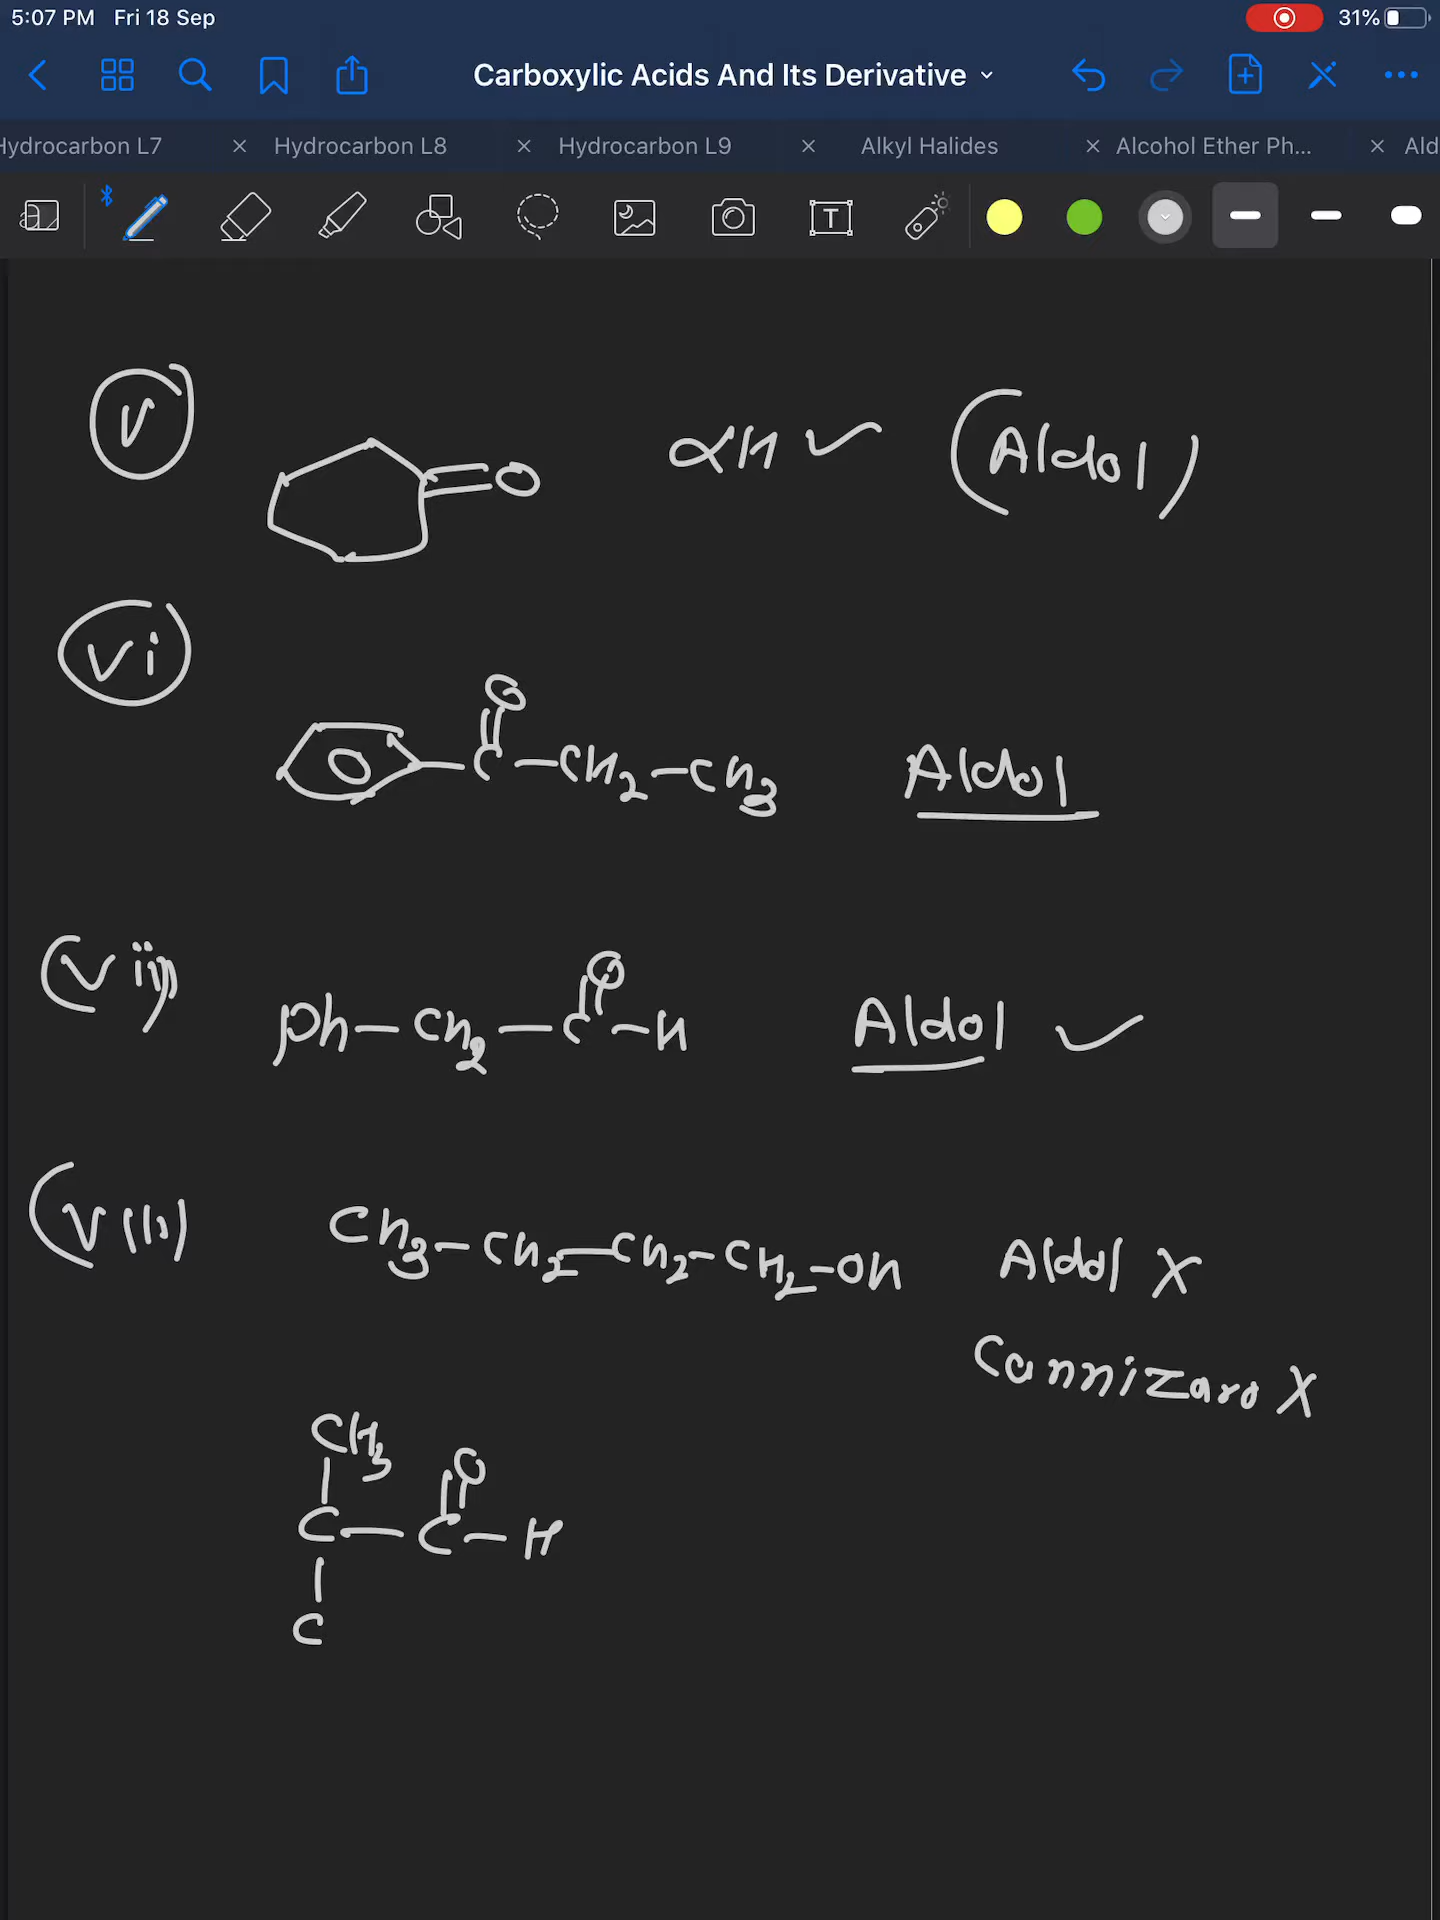 5:07 PM Fri 18 Sep 31%
Carboxylic Acids And Its Derivative
Hydrocarbon L7 × Hydrocarbon L8 × Hydrocarbon L9 × Alkyl Halides × Alcohol Ether Ph... × Ald
T
V
=O αH ✓ (Aldol)
Vi
O
C-CH2-CH3 Aldol
(Vii)
O
Ph-CH2-C-H Aldol ✓
(Viii) CH3-CH2-CH2-CH2-OH Aldol X
Cannizaro X
CH3
O
C-C-H
C